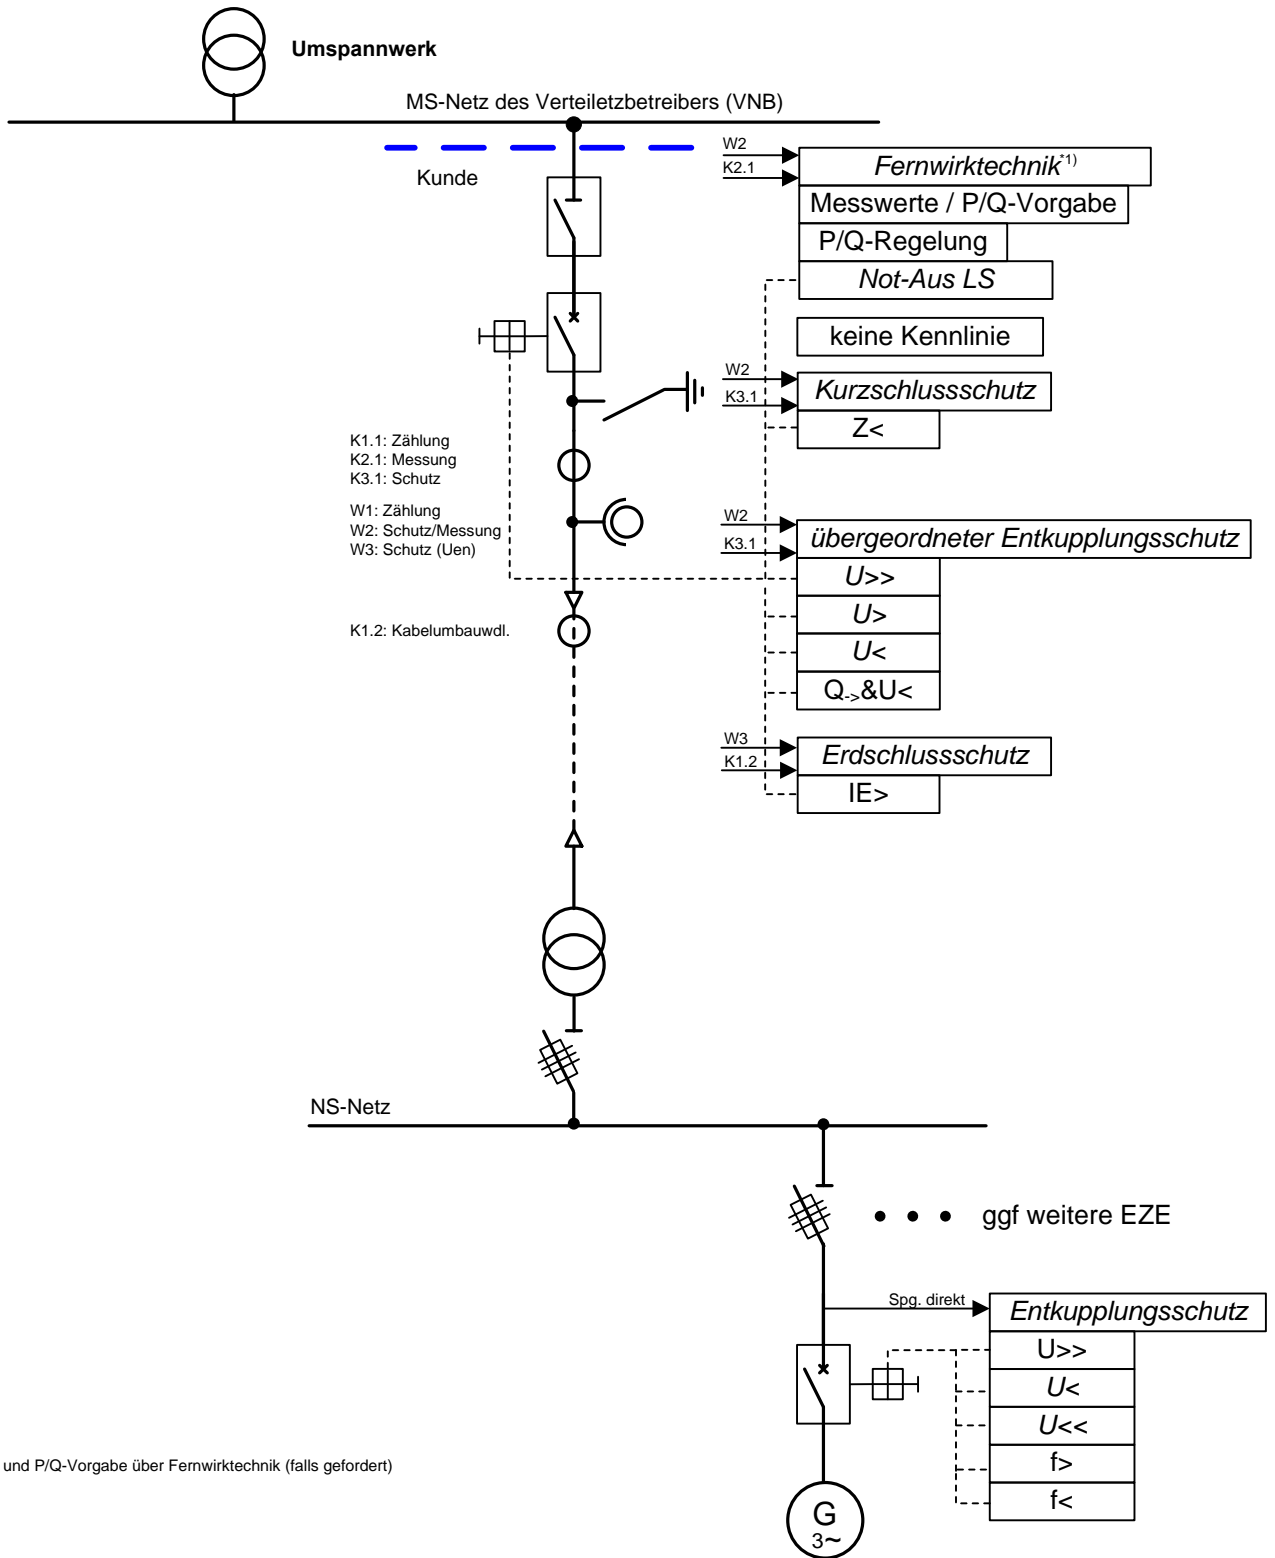 Umspannwerk
MS-Netz des Verteiletzbetreibers (VNB)
Kunde
W2
K2.1
Fernwirktechnik*1)
Messwerte / P/Q-Vorgabe
P/Q-Regelung
Not-Aus LS
keine Kennlinie
W2
K3.1
Kurzschlussschutz
Z<
K1.1: Zählung
K2.1: Messung
K3.1: Schutz
W1: Zählung
W2: Schutz/Messung
W3: Schutz (Uen)
W2
K3.1
übergeordneter Entkupplungsschutz
U>>
U>
U<
Q->&U<
K1.2: Kabelumbauwdl.
W3
K1.2
Erdschlussschutz
IE>
NS-Netz
ggf weitere EZE
Spg. direkt
Entkupplungsschutz
U>>
U<
U<<
f>
f<
und P/Q-Vorgabe über Fernwirktechnik (falls gefordert)
G
3~